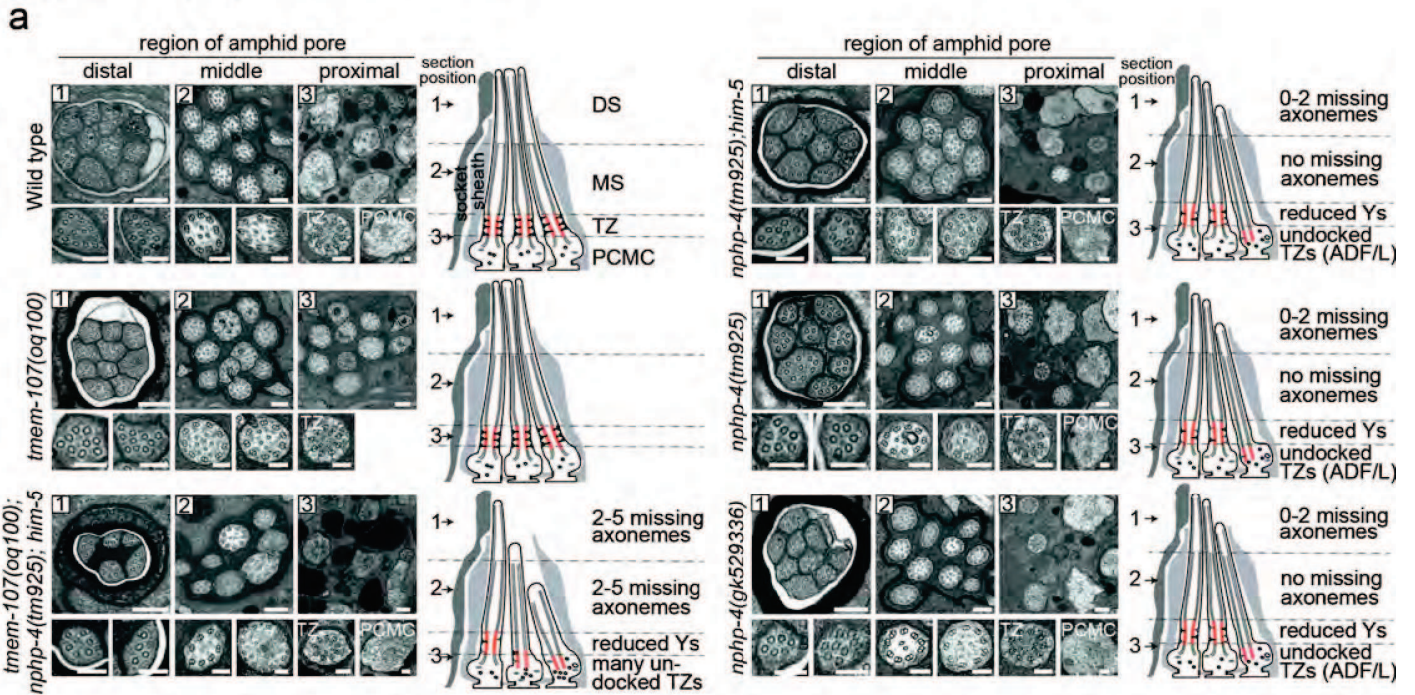 a
region of amphid pore
distal middle proximal
section position
Wild type
1 2 3
TZ PCMC
socket
sheath
1 DS
2 MS
TZ
3 PCMC
tmem-107(oq100)
1 2 3
TZ
1
2
3
tmem-107(oq100);
nphp-4(tm925); him-5
1 2 3
TZ PCMC
1 2-5 missing
axonemes
2 2-5 missing
axonemes
reduced Ys
3 many un-
docked TZs
region of amphid pore
distal middle proximal
section position
nphp-4(tm925);him-5
1 2 3
TZ PCMC
1 0-2 missing
axonemes
2 no missing
axonemes
reduced Ys
3 undocked
TZs (ADF/L)
nphp-4(tm925)
1 2 3
TZ PCMC
1 0-2 missing
axonemes
2 no missing
axonemes
reduced Ys
3 undocked
TZs (ADF/L)
nphp-4(gk529336)
1 2 3
TZ PCMC
1 0-2 missing
axonemes
2 no missing
axonemes
reduced Ys
3 undocked
TZs (ADF/L)